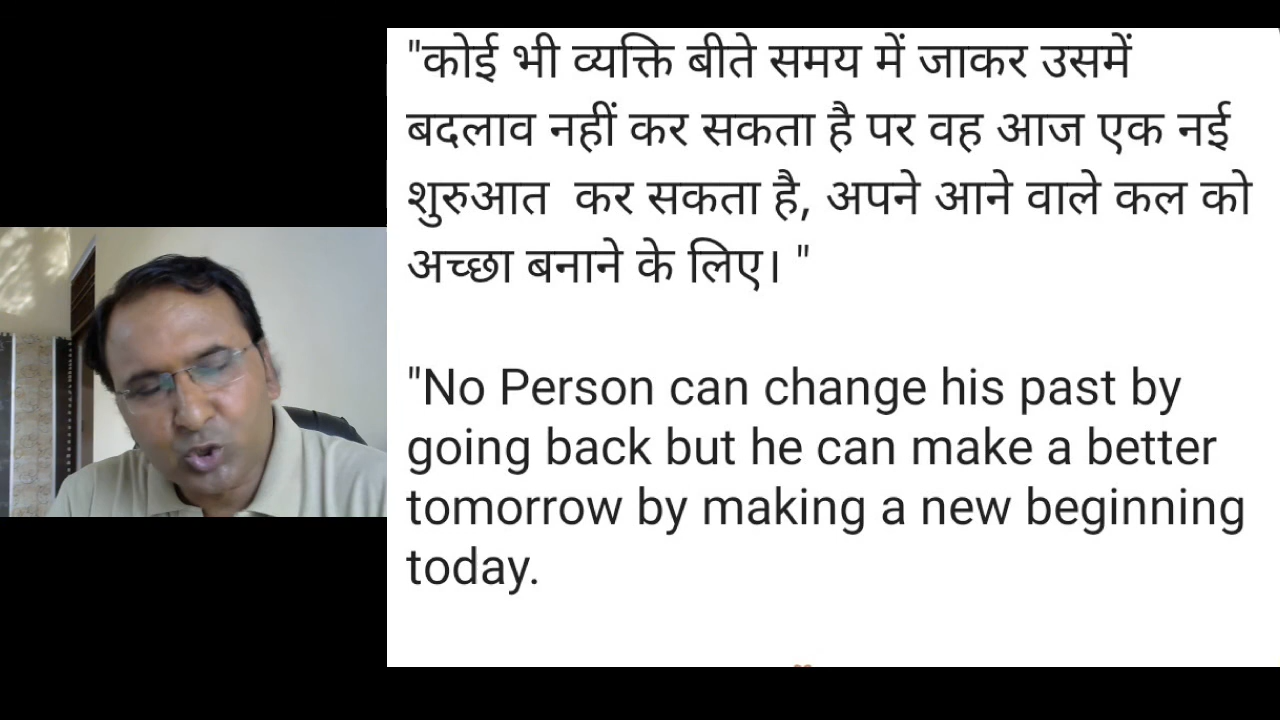 "कोई भी व्यक्ति बीते समय में जाकर उसमें
बदलाव नहीं कर सकता है पर वह आज एक नई
शुरुआत  कर सकता है, अपने आने वाले कल को
अच्छा बनाने के लिए। "
"No Person can change his past by
going back but he can make a better
tomorrow by making a new beginning
today.